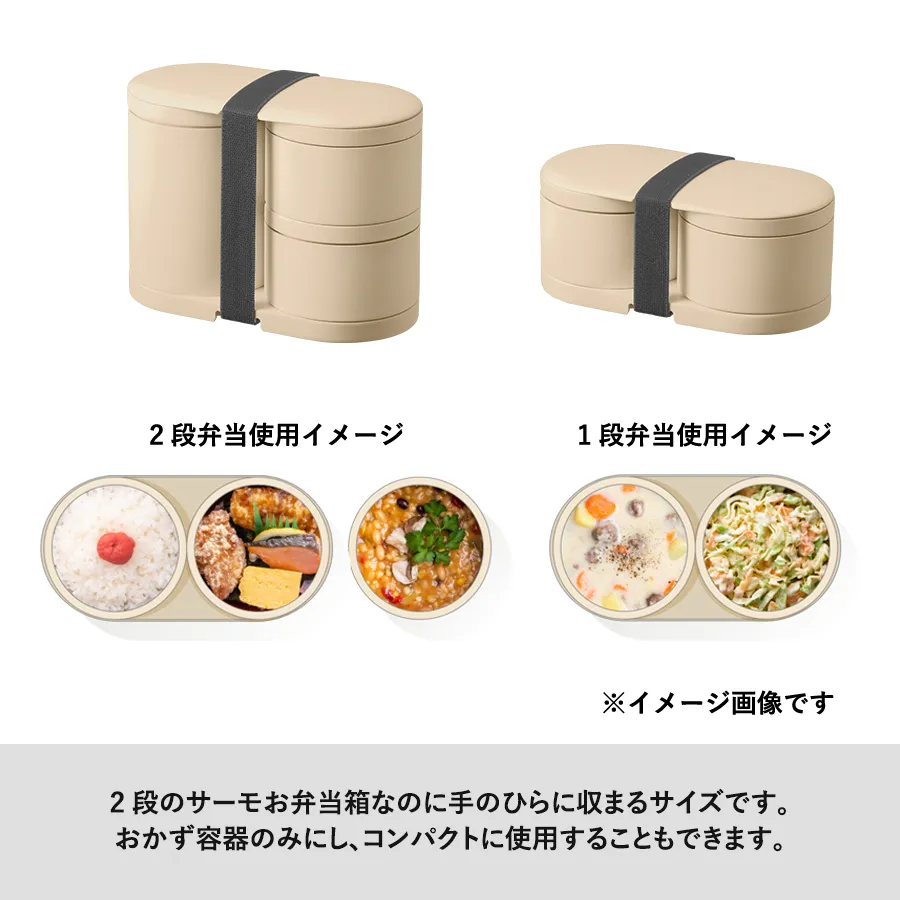 2段弁当使用イメージ
1段弁当使用イメージ
※イメージ画像です
2段のサーモお弁当箱なのに手のひらに収まるサイズです。
おかず容器のみにし、コンパクトに使用することもできます。